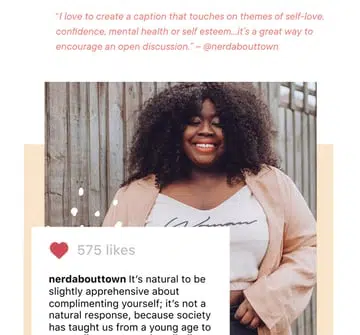 "I love to create a caption that touches on themes of self-love,
confidence, mental health or self esteem...it's a great way to
encourage an open discussion." – @nerdabouttown
Woman
575 likes
nerdabouttown It's natural to be
slightly apprehensive about
complimenting yourself; it's not a
natural response, because society
has taught us from a young age to